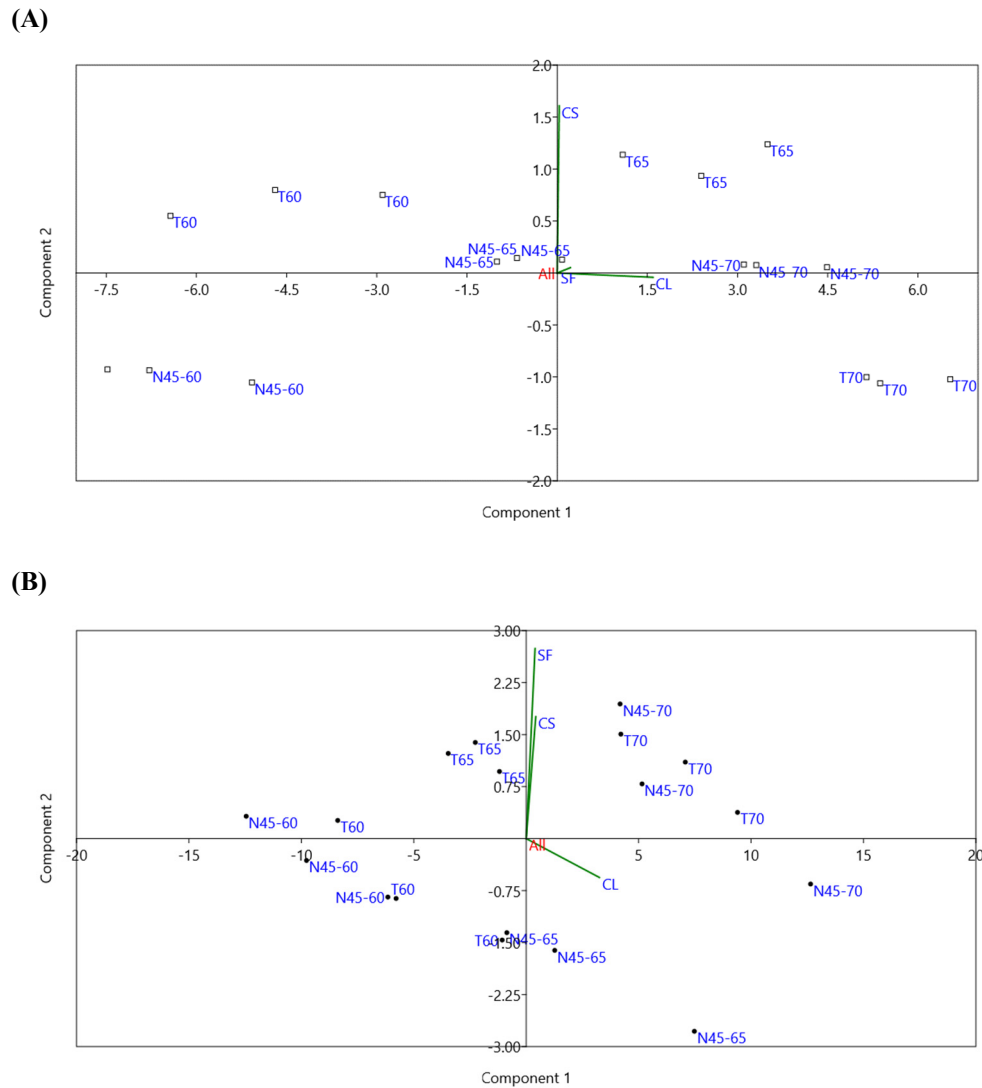 (A)
2.0
CS
1.5
T65
T65
1.0
T65
T60
T60
T60
0.5
N45-65 N45-65
N45-65
N45-70
N45-70
N45-70
All
SF
CL
-7.5 -6.0 -4.5 -3.0 -1.5 1.5 3.0 4.5 6.0
-0.5
N45-60
N45-60
-1.0
T70
T70
T70
-1.5
-2.0
Component 2
Component 1
(B)
3.00
SF
2.25
N45-70
CS
1.50
T70
T65
T65
T65
T70
0.75
N45-70
N45-60
T60
T70
All
-20 -15 -10 -5 5 10 15 20
N45-60
CL
-0.75
N45-60
T60
N45-70
T60
-1.50
N45-65
N45-65
-2.25
N45-65
-3.00
Component 2
Component 1